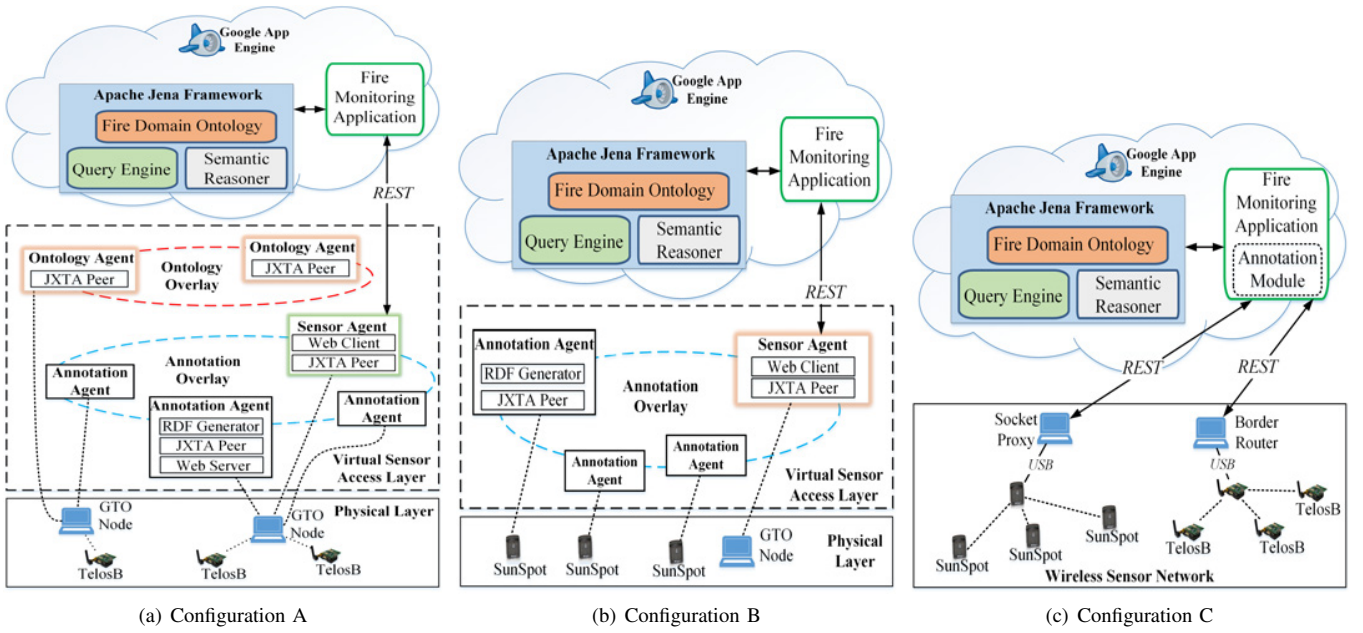 Google App
Engine
Fire
Monitoring
Application
Apache Jena Framework
Fire Domain Ontology
Query Engine
Semantic
Reasoner
REST
Ontology Agent
JXTA Peer
Ontology
Overlay
Ontology Agent
JXTA Peer
Sensor Agent
Web Client
JXTA Peer
Annotation
Agent
Annotation
Overlay
Annotation
Agent
Annotation Agent
RDF Generator
JXTA Peer
Web Server
Virtual Sensor
Access Layer
Physical Layer
GTO
Node
GTO
Node
TelosB
TelosB
TelosB
(a) Configuration A
Google App
Engine
Fire
Monitoring
Application
Apache Jena Framework
Fire Domain Ontology
Query Engine
Semantic
Reasoner
REST
Annotation Agent
RDF Generator
JXTA Peer
Annotation
Overlay
Sensor Agent
Web Client
JXTA Peer
Annotation
Agent
Annotation
Agent
Virtual Sensor
Access Layer
Physical
Layer
GTO
Node
SunSpot
SunSpot
SunSpot
(b) Configuration B
Google App
Engine
Fire
Monitoring
Application
Annotation
Module
Apache Jena Framework
Fire Domain Ontology
Query Engine
Semantic
Reasoner
REST
REST
Socket
Proxy
Border
Router
USB
USB
SunSpot
SunSpot
SunSpot
TelosB
TelosB
TelosB
Wireless Sensor Network
(c) Configuration C